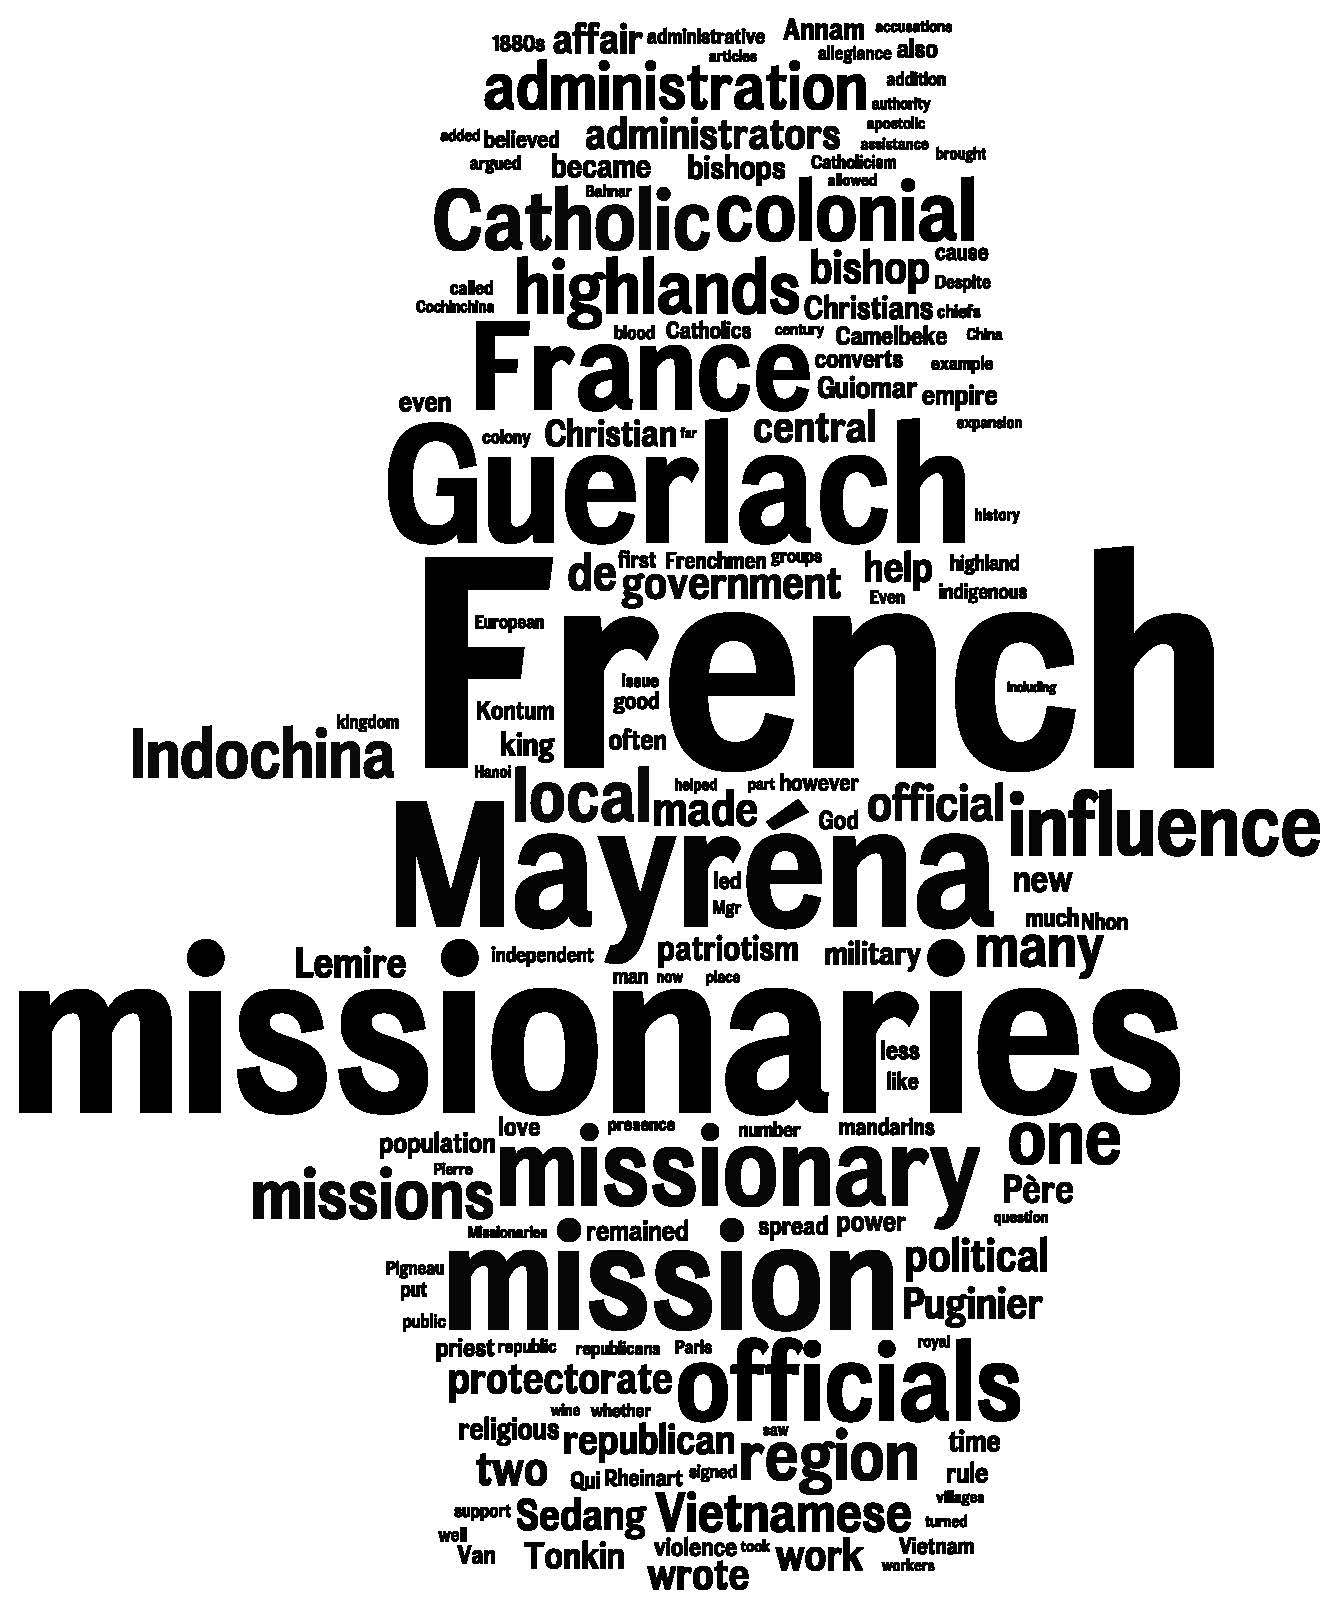 1880s affair administrative Annam accusations
articles allegiance also
administration addition
authority
added believed administrators apostolic
assistance
argued became bishops Catholicism brought
allowed
Bahnar
Catholic colonial
highlands bishop cause
called Despite
Cochinchina Christians chiefs
blood Catholics century Camelbeke China
France converts example
Guiomar empire
even
colony Christian far central expansion
Guerlach history
de first Frenchmen groups help highland
government Even indigenous
European
French
issue including
good
Kontum
kingdom
Indochina king often
Hanoi
local helped part however
made God official influence
Mayréna
led new
Mgr
much Nhon
Lemire independent patriotism military many
man now place
missionaries
less
like
love presence number mandarins
population one
Pierre
missions missionary Père
question
Missionaries remained spread power
Pigneau mission political
put
public Puginier
priest republic republicans Paris royal
protectorate officials
wine whether
religious republican saw region time
two Qui Rheinart signed rule
villages
support Sedang Vietnamese turned
well
Van Tonkin violence took work Vietnam
workers
wrote